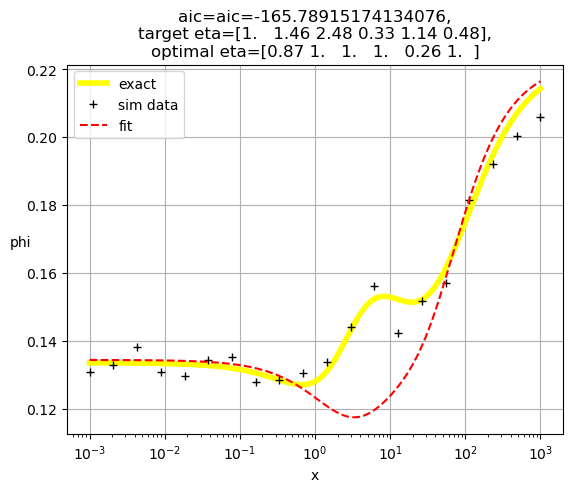 aic=aic=-165.78915174134076,
target eta=[1.   1.46 2.48 0.33 1.14 0.48],
optimal eta=[0.87 1.   1.   1.   0.26 1.  ]
0.22
0.20
0.18
0.16
0.14
0.12
phi
exact
sim data
fit
10⁻³
10⁻²
10⁻¹
10⁰
10¹
10²
10³
x